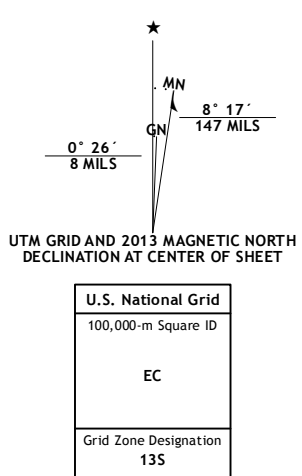 ★
MN
GN
8° 17´
147 MILS
0° 26´
8 MILS
UTM GRID AND 2013 MAGNETIC NORTH
DECLINATION AT CENTER OF SHEET
U.S. National Grid
100,000-m Square ID
EC
Grid Zone Designation
13S